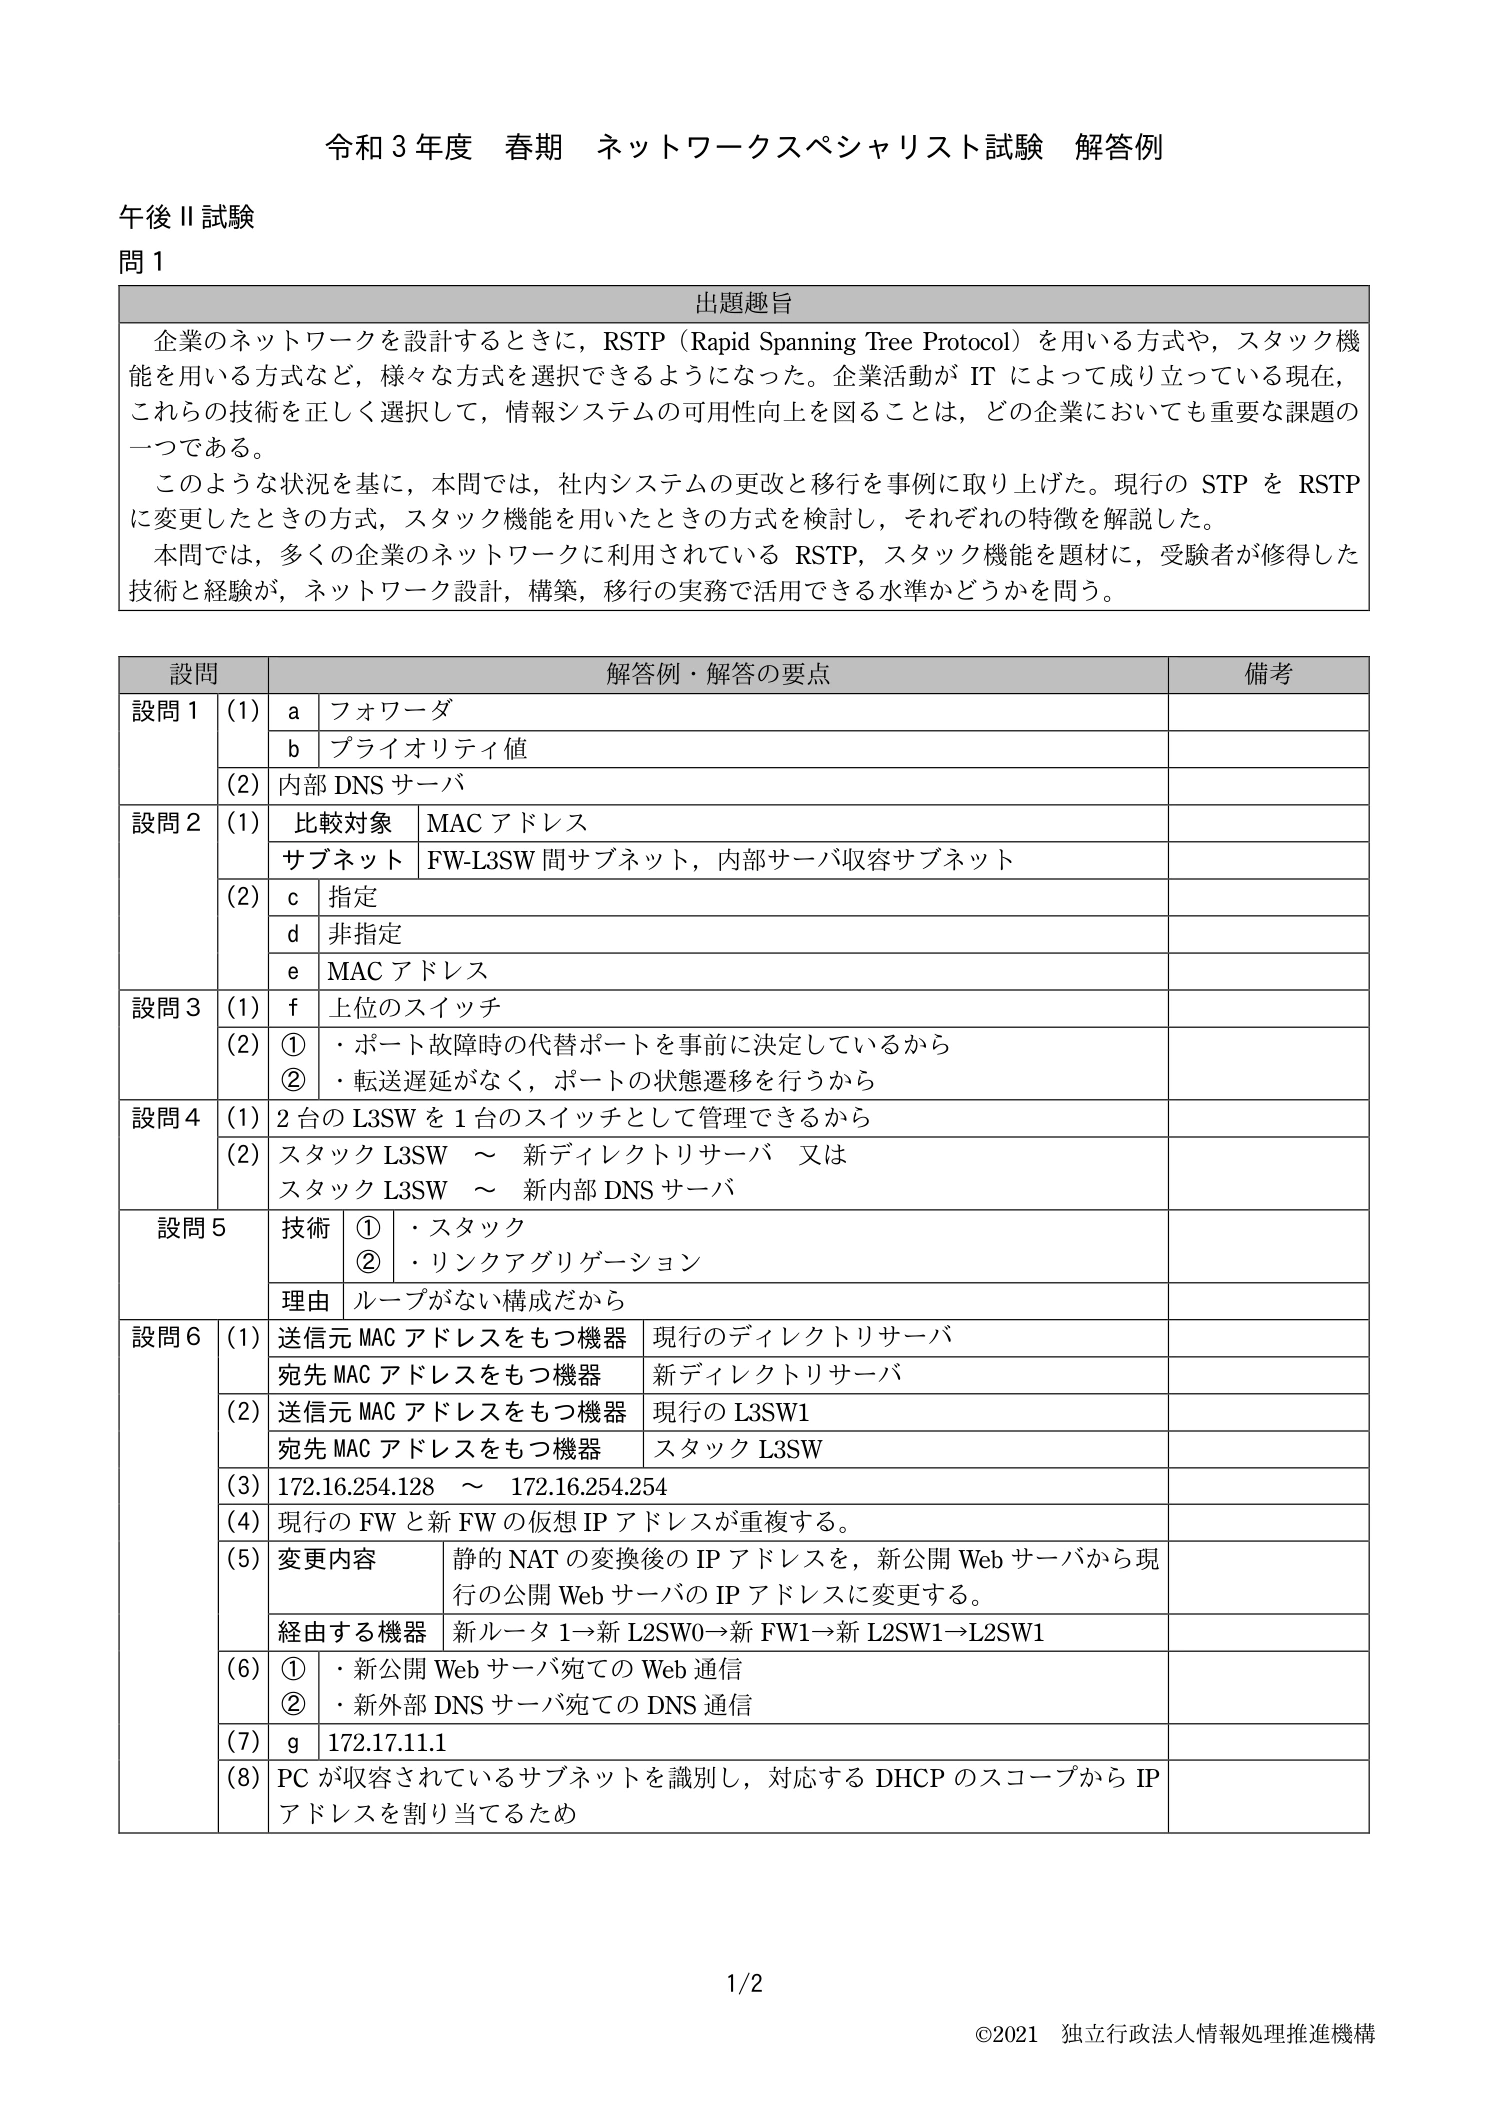 令和3年度　春期　ネットワークスペシャリスト試験　解答例
午後Ⅱ試験
問1
出題趣旨
企業のネットワークを設計するときに，RSTP（Rapid Spanning Tree Protocol）を用いる方式や，スタック機
能を用いる方式など，様々な方式を選択できるようになった。企業活動が IT によって成り立っている現在，
これらの技術を正しく選択して，情報システムの可用性向上を図ることは，どの企業においても重要な課題の
一つである。
このような状況を基に，本問では，社内システムの更改と移行を事例に取り上げた。現行の STP を RSTP
に変更したときの方式，スタック機能を用いたときの方式を検討し，それぞれの特徴を解説した。
本問では，多くの企業のネットワークに利用されている RSTP，スタック機能を題材に，受験者が修得した
技術と経験が，ネットワーク設計，構築，移行の実務で活用できる水準かどうかを問う。
設問　解答例・解答の要点　備考
設問1　(1)　a　フォワーダ
b　プライオリティ値
(2)　内部 DNS サーバ
設問2　(1)　比較対象　MAC アドレス
サブネット　FW-L3SW 間サブネット，内部サーバ収容サブネット
(2)　c　指定
d　非指定
e　MAC アドレス
設問3　(1)　f　上位のスイッチ
(2)　①　・ポート故障時の代替ポートを事前に決定しているから
②　・転送遅延がなく，ポートの状態遷移を行うから
設問4　(1)　2 台の L3SW を 1 台のスイッチとして管理できるから
(2)　スタック L3SW　～　新ディレクトリサーバ　又は
スタック L3SW　～　新内部 DNS サーバ
設問5　技術　①　・スタック
②　・リンクアグリゲーション
理由　ループがない構成だから
設問6　(1)　送信元 MAC アドレスをもつ機器　現行のディレクトリサーバ
宛先 MAC アドレスをもつ機器　新ディレクトリサーバ
(2)　送信元 MAC アドレスをもつ機器　現行の L3SW1
宛先 MAC アドレスをもつ機器　スタック L3SW
(3)　172.16.254.128　～　172.16.254.254
(4)　現行の FW と新 FW の仮想 IP アドレスが重複する。
(5)　変更内容　静的 NAT の変換後の IP アドレスを，新公開 Web サーバから現
行の公開 Web サーバの IP アドレスに変更する。
経由する機器　新ルータ 1→新 L2SW0→新 FW1→新 L2SW1→L2SW1
(6)　①　・新公開 Web サーバ宛ての Web 通信
②　・新外部 DNS サーバ宛ての DNS 通信
(7)　g　172.17.11.1
(8)　PC が収容されているサブネットを識別し，対応する DHCP のスコープから IP
アドレスを割り当てるため
1/2
©2021　独立行政法人情報処理推進機構